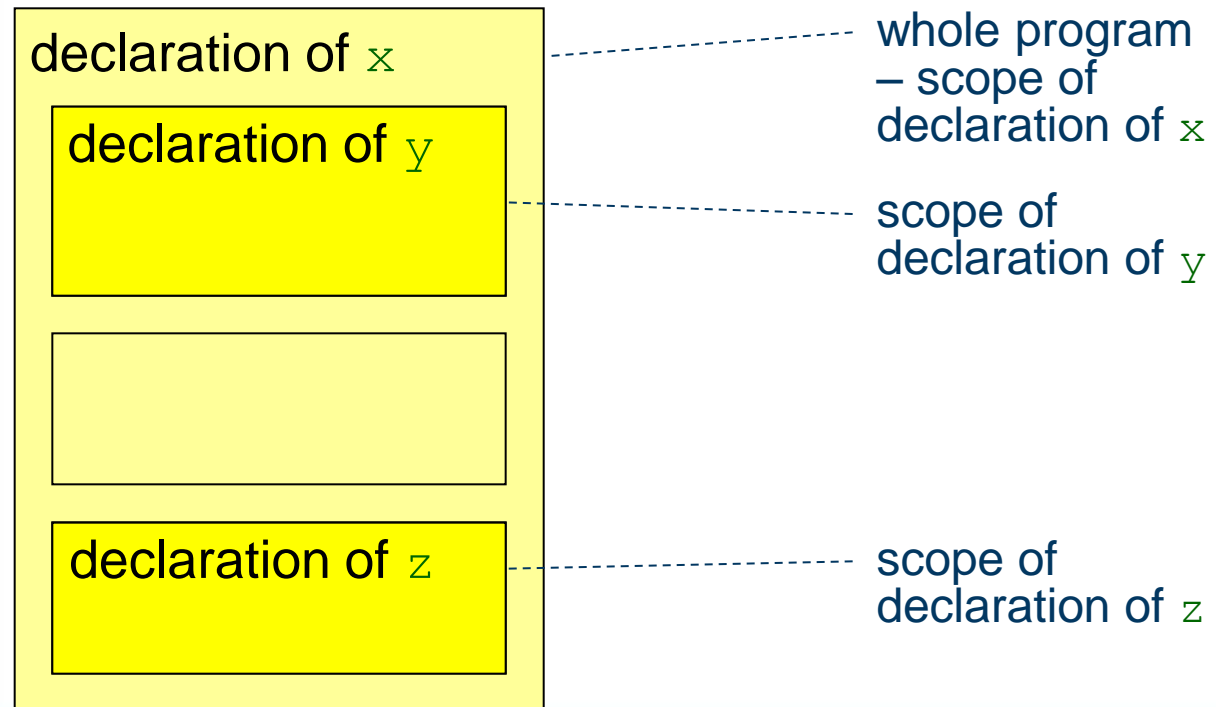 declaration of x
declaration of y
declaration of z
whole program
– scope of
declaration of x
scope of
declaration of y
scope of
declaration of z